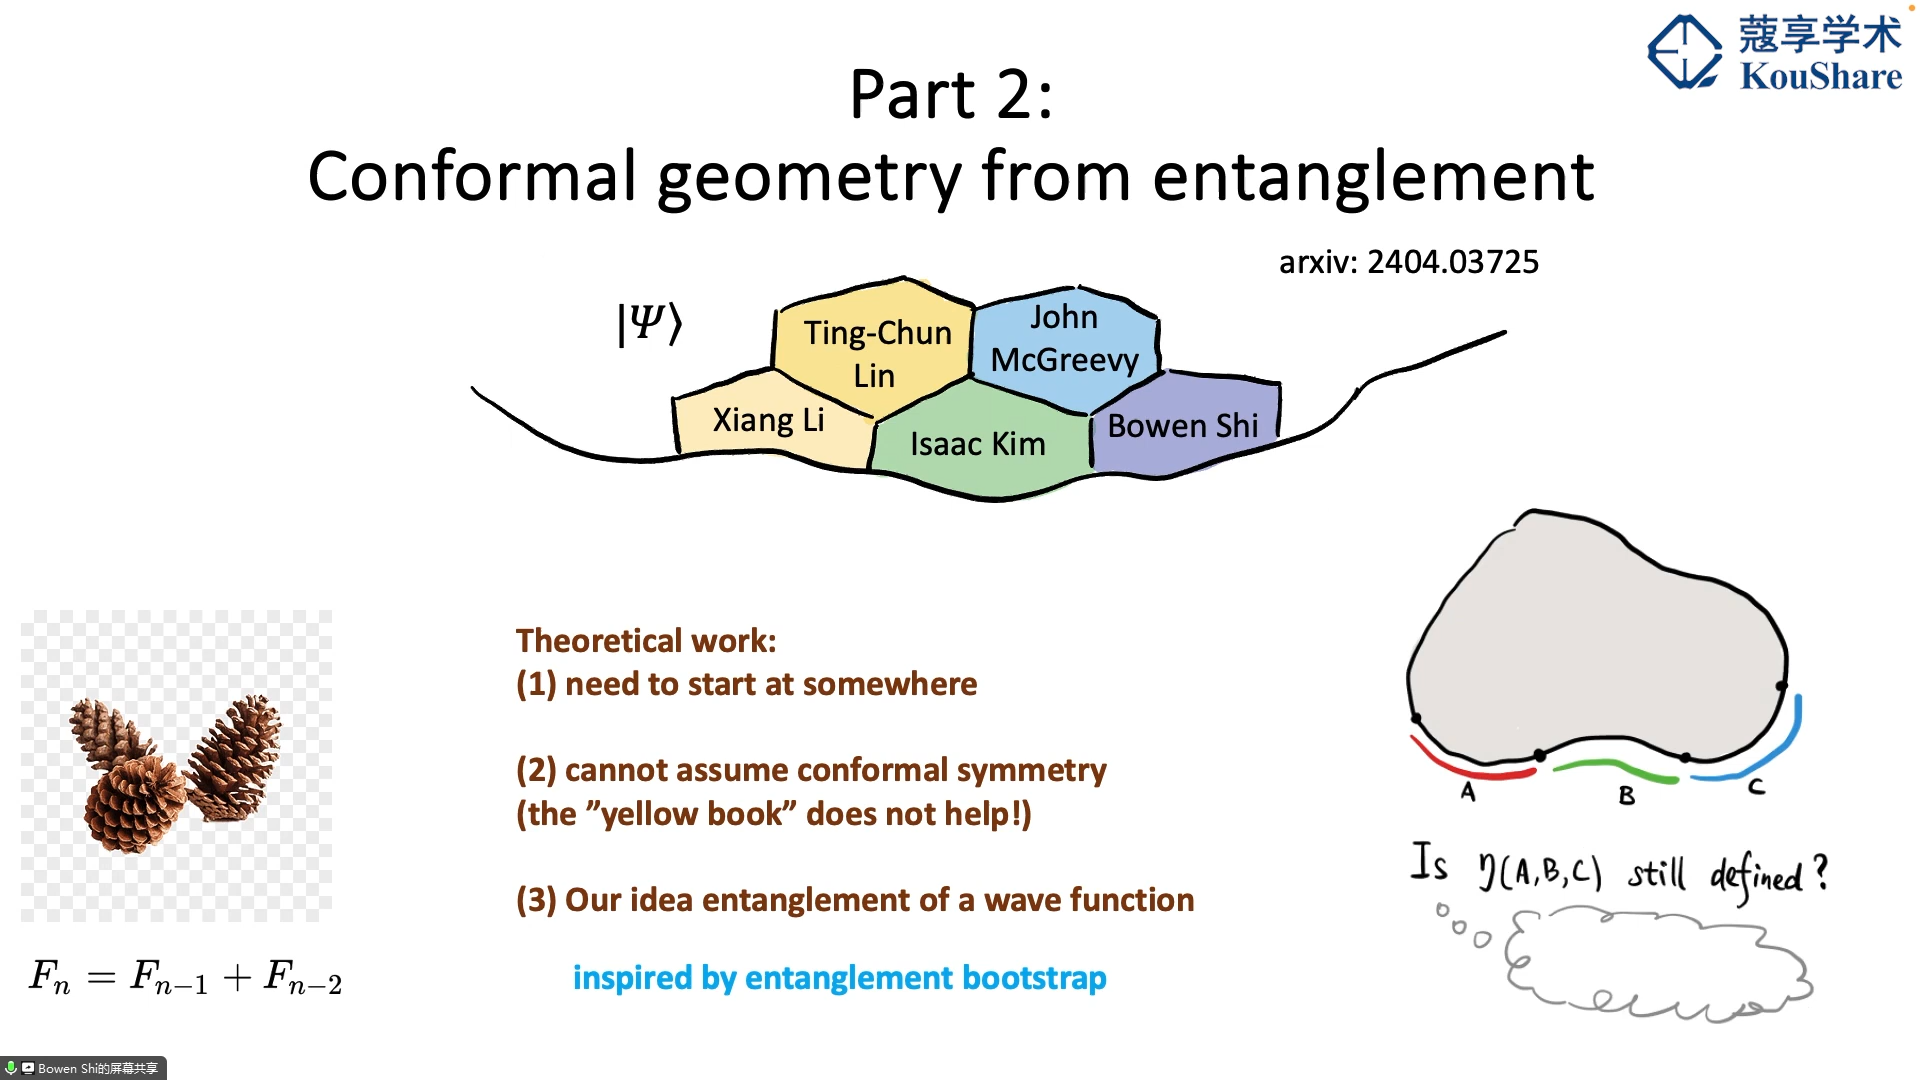 蔻享学术
KouShare
Part 2:
Conformal geometry from entanglement
arxiv: 2404.03725
|Ψ⟩
Ting-Chun
Lin
John
McGreevy
Xiang Li
Isaac Kim
Bowen Shi
Theoretical work:
(1) need to start at somewhere
(2) cannot assume conformal symmetry
(the ”yellow book” does not help!)
(3) Our idea entanglement of a wave function
inspired by entanglement bootstrap
Fₙ = Fₙ₋₁ + Fₙ₋₂
A
B
C
Is η(A,B,C) still defined?
Bowen Shi的屏幕共享